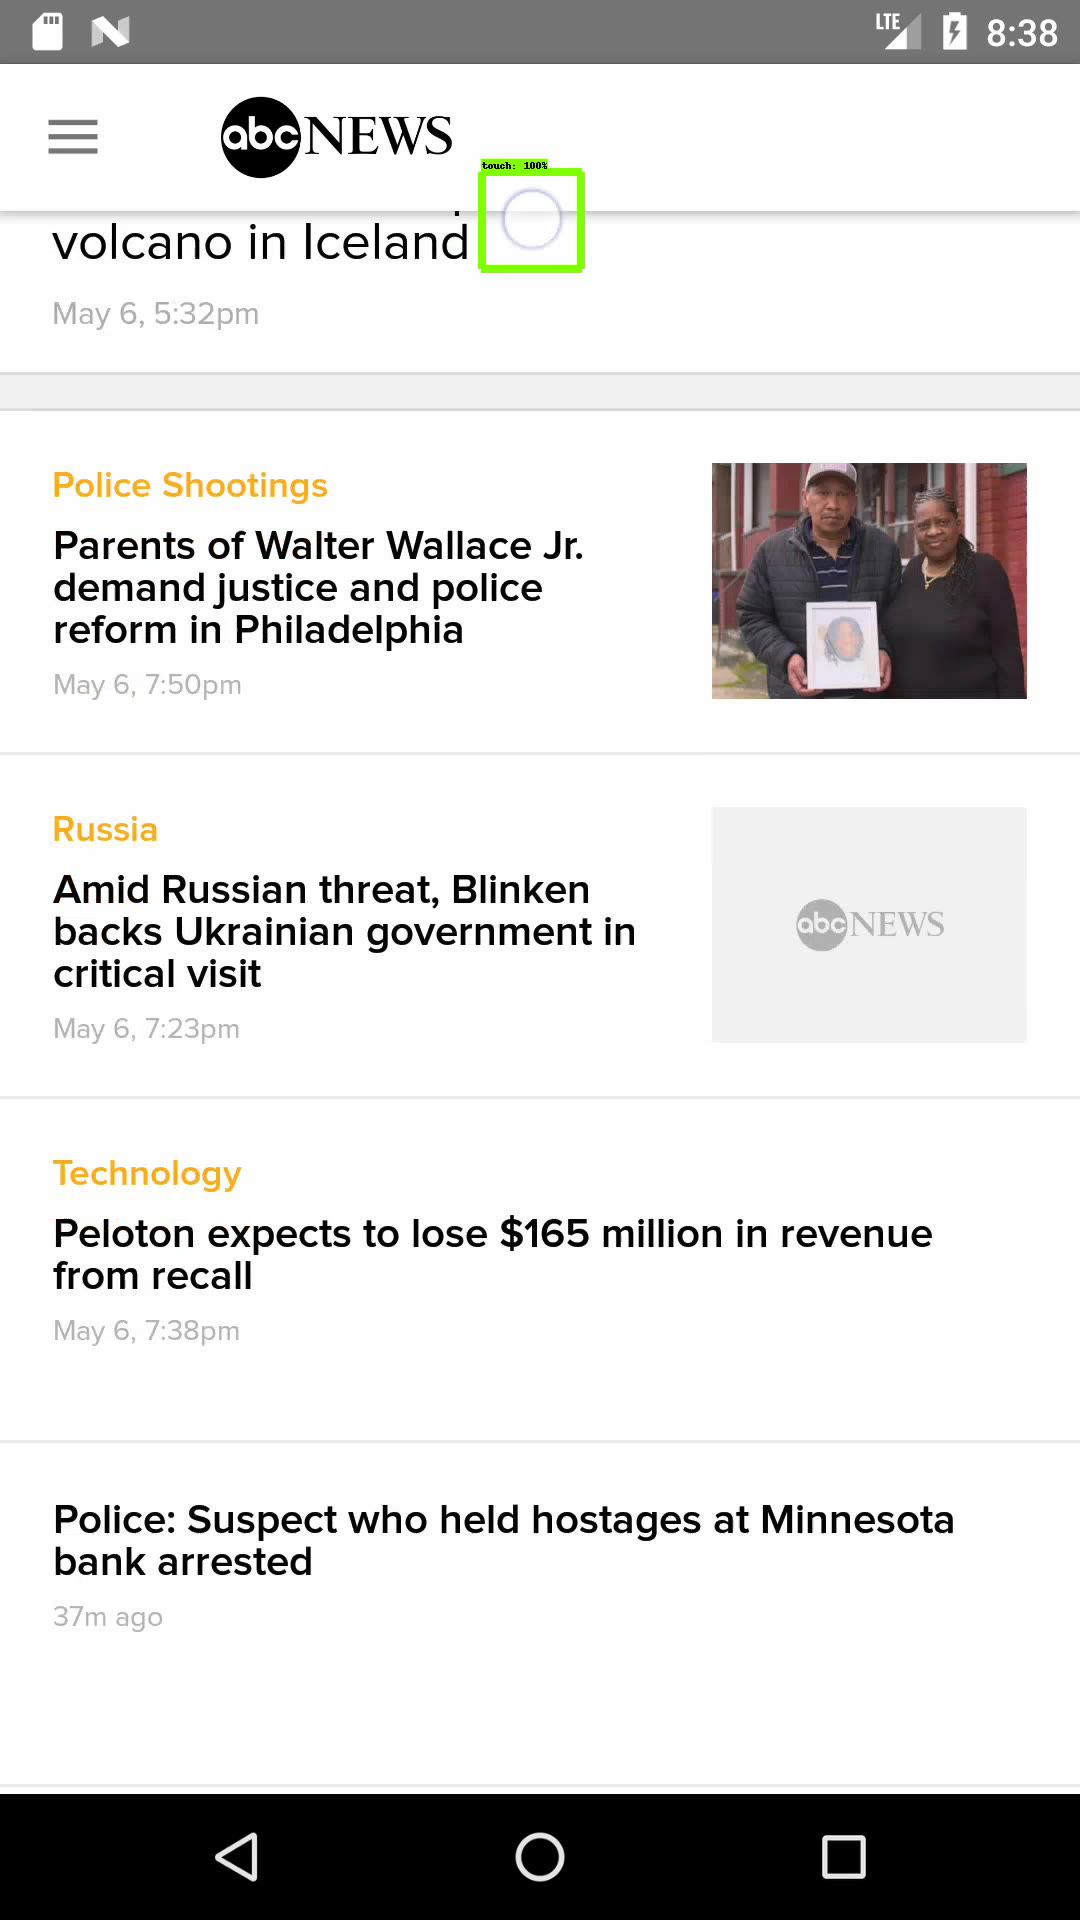 LTE 8:38
abc NEWS
touch: 100%
volcano in Iceland
May 6, 5:32pm
Police Shootings
Parents of Walter Wallace Jr.
demand justice and police
reform in Philadelphia
May 6, 7:50pm
Russia
Amid Russian threat, Blinken
backs Ukrainian government in
critical visit
May 6, 7:23pm
abc NEWS
Technology
Peloton expects to lose $165 million in revenue
from recall
May 6, 7:38pm
Police: Suspect who held hostages at Minnesota
bank arrested
37m ago